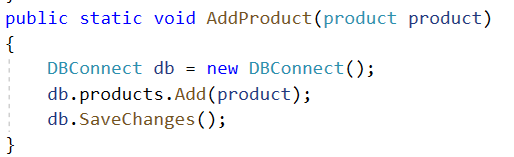 public static void AddProduct(product product)
{
    DBConnect db = new DBConnect();
    db.products.Add(product);
    db.SaveChanges();
}